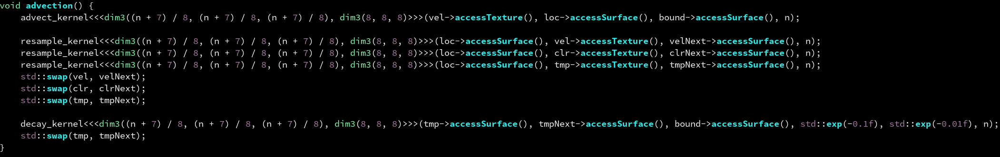 void advection() {
    advect_kernel<<<dim3((n + 7) / 8, (n + 7) / 8, (n + 7) / 8), dim3(8, 8, 8)>>>(vel->accessTexture(), loc->accessSurface(), bound->accessSurface(), n);

    resample_kernel<<<dim3((n + 7) / 8, (n + 7) / 8, (n + 7) / 8), dim3(8, 8, 8)>>>(loc->accessSurface(), vel->accessTexture(), velNext->accessSurface(), n);
    resample_kernel<<<dim3((n + 7) / 8, (n + 7) / 8, (n + 7) / 8), dim3(8, 8, 8)>>>(loc->accessSurface(), clr->accessTexture(), clrNext->accessSurface(), n);
    resample_kernel<<<dim3((n + 7) / 8, (n + 7) / 8, (n + 7) / 8), dim3(8, 8, 8)>>>(loc->accessSurface(), tmp->accessTexture(), tmpNext->accessSurface(), n);
    std::swap(vel, velNext);
    std::swap(clr, clrNext);
    std::swap(tmp, tmpNext);

    decay_kernel<<<dim3((n + 7) / 8, (n + 7) / 8, (n + 7) / 8), dim3(8, 8, 8)>>>(tmp->accessSurface(), tmpNext->accessSurface(), bound->accessSurface(), std::exp(-0.1f), std::exp(-0.01f), n);
    std::swap(tmp, tmpNext);
}